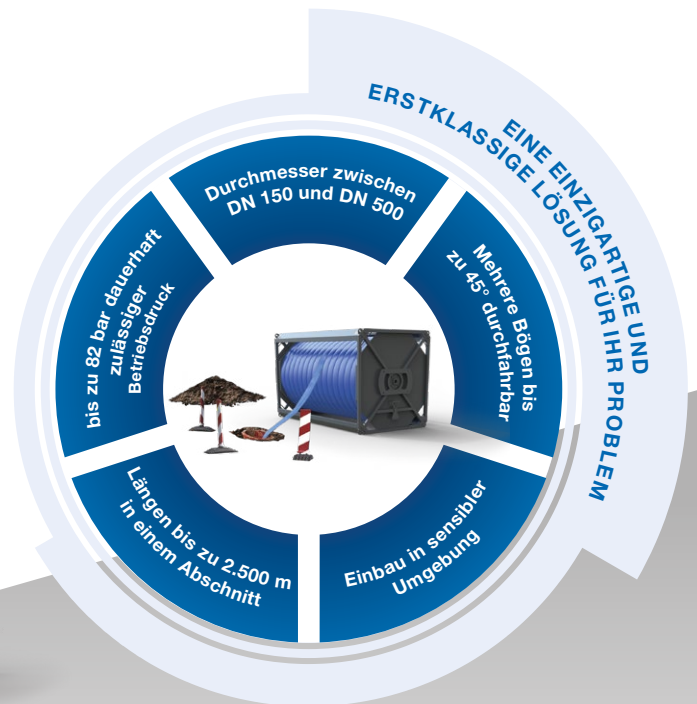 EINE EINZIGARTIGE UND
ERSTKLASSIGE LÖSUNG FÜR IHR PROBLEM
Durchmesser zwischen
DN 150 und DN 500
Mehrere Bögen bis
zu 45° durchfahrbar
Einbau in sensibler
Umgebung
Längen bis zu 2.500 m
in einem Abschnitt
bis zu 82 bar dauerhaft
zulässiger
Betriebsdruck